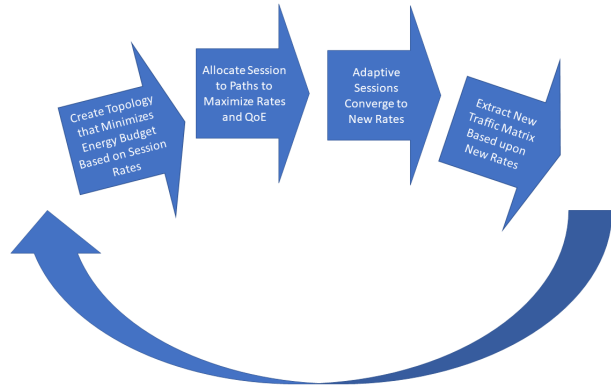 Create Topology
that Minimizes
Energy Budget
Based on Session
Rates
Allocate Session
to Paths to
Maximize Rates
and QoE
Adaptive
Sessions
Converge to
New Rates
Extract New
Traffic Matrix
Based upon
New Rates